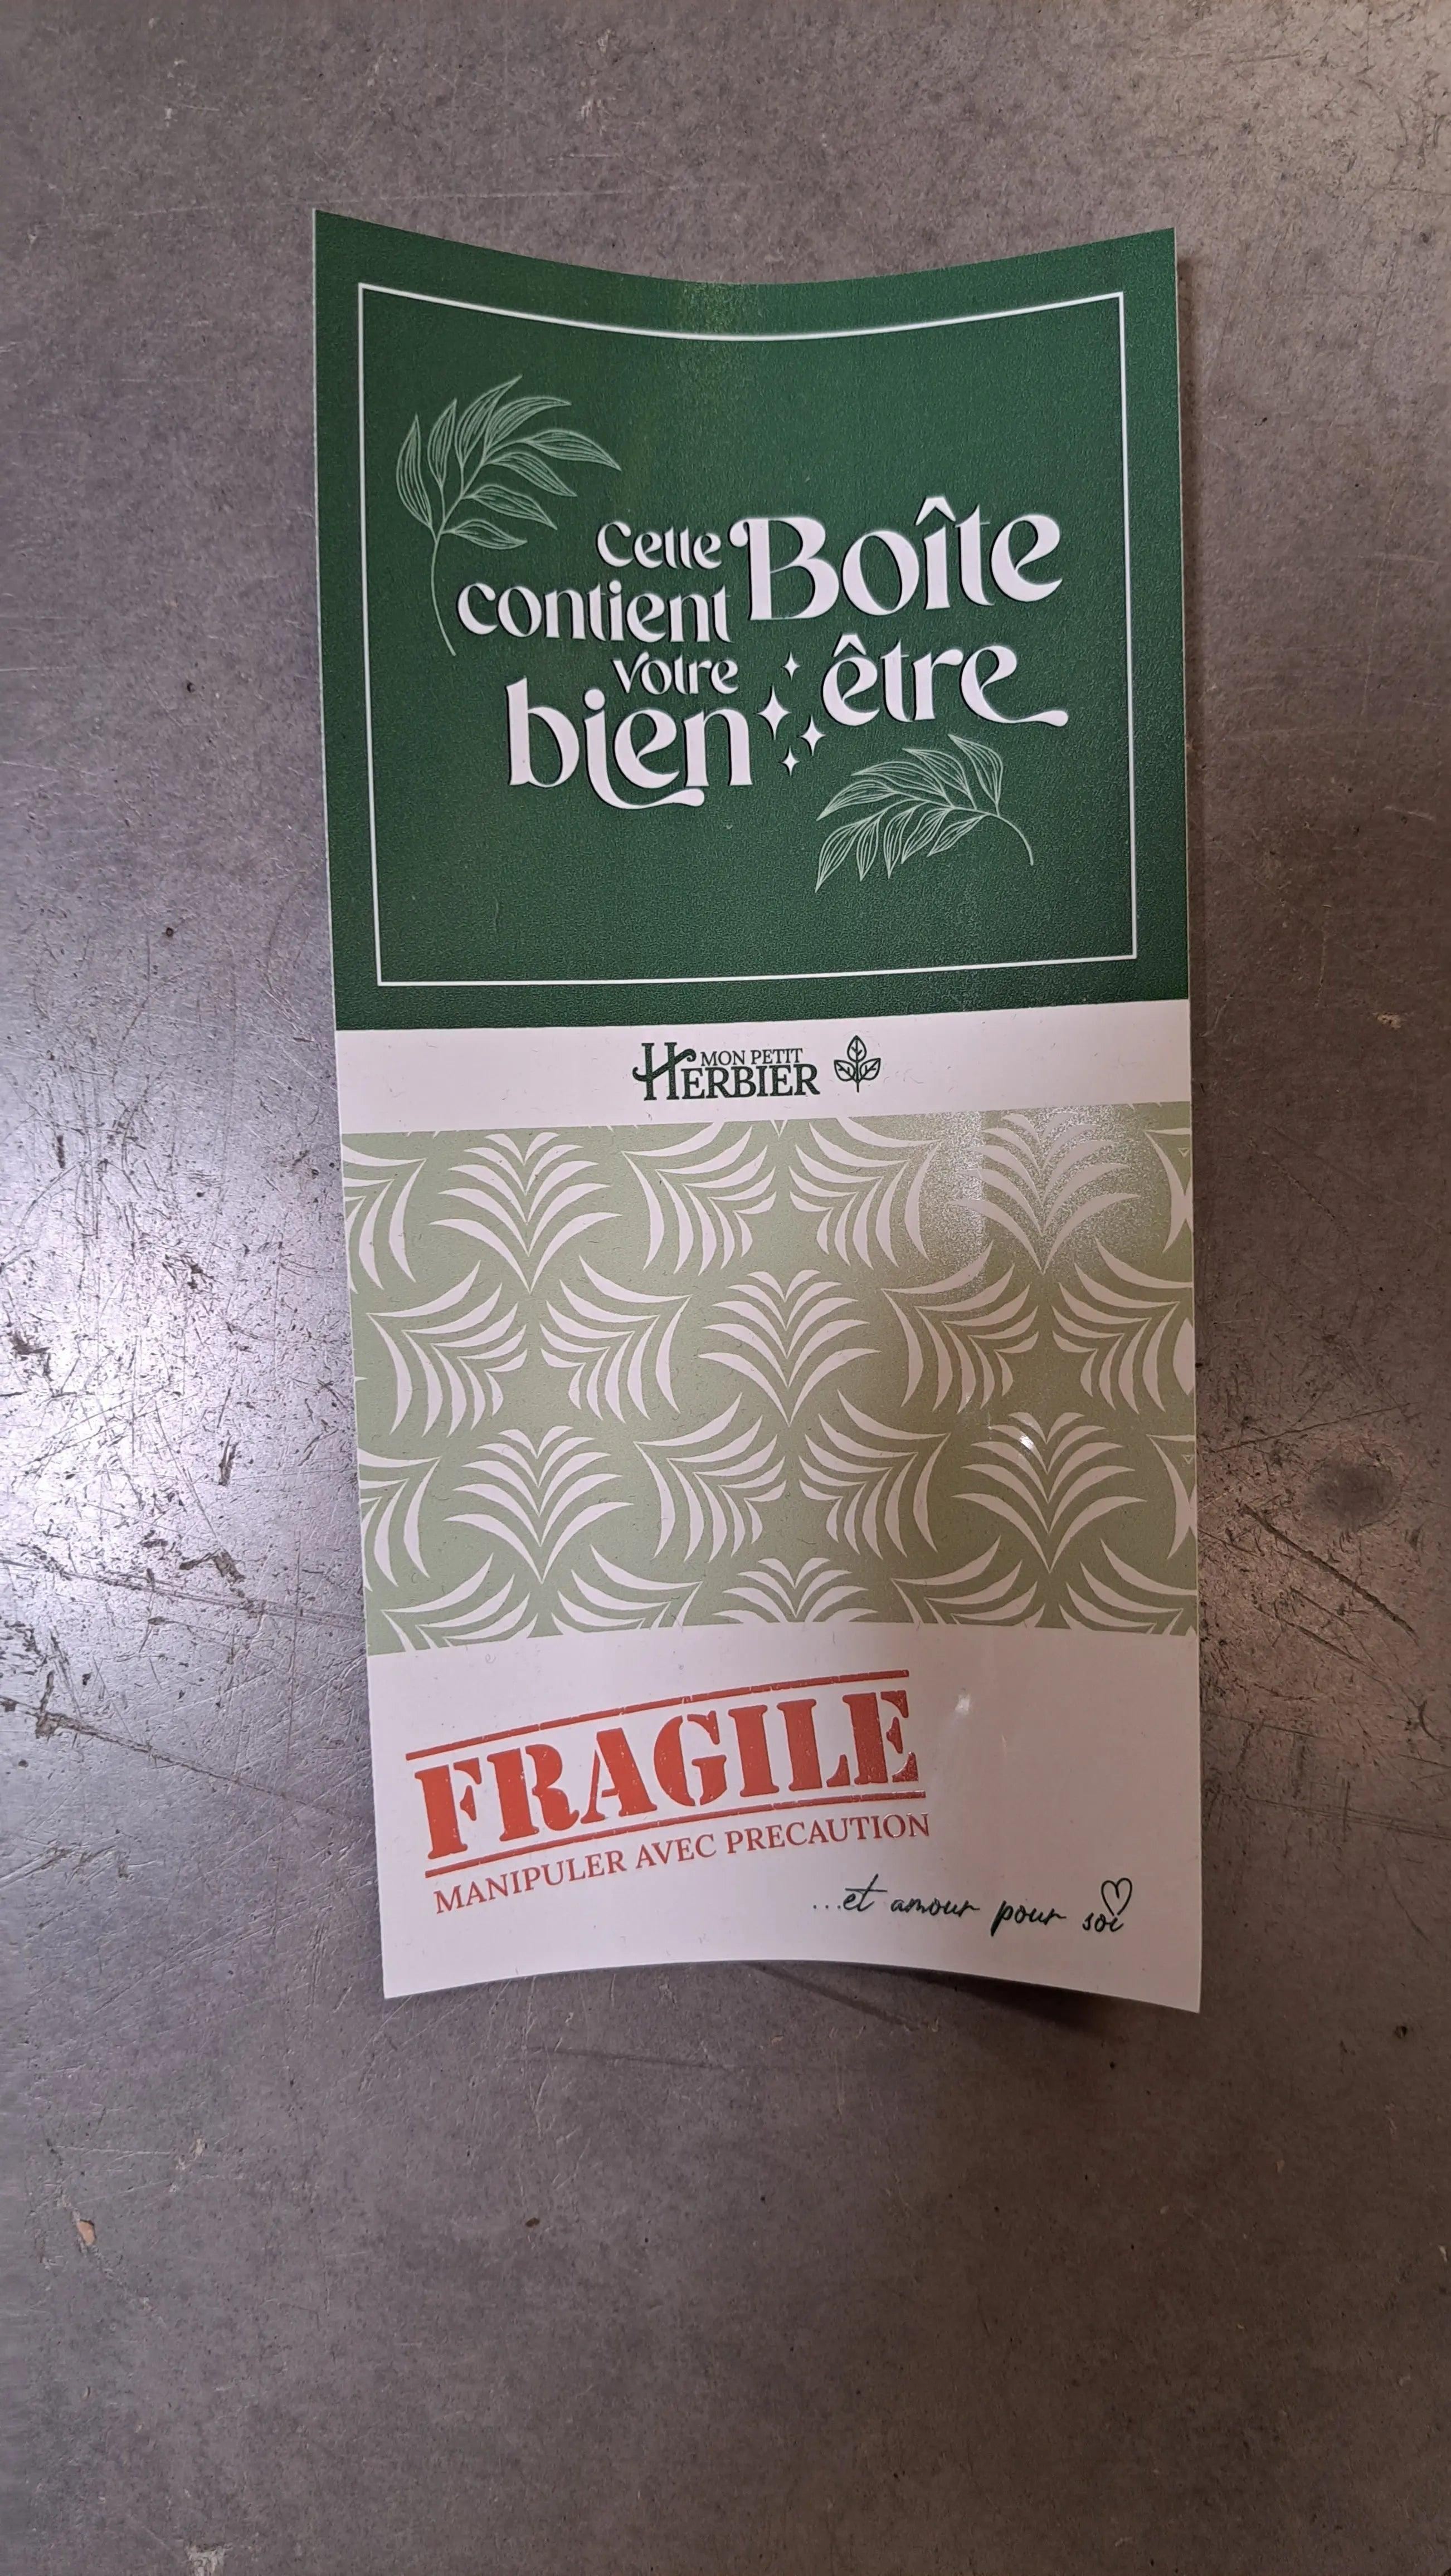 Cette Boîte
contient
votre
bien être
MON PETIT
HERBIER
FRAGILE
MANIPULER AVEC PRECAUTION
...et amour pour soi